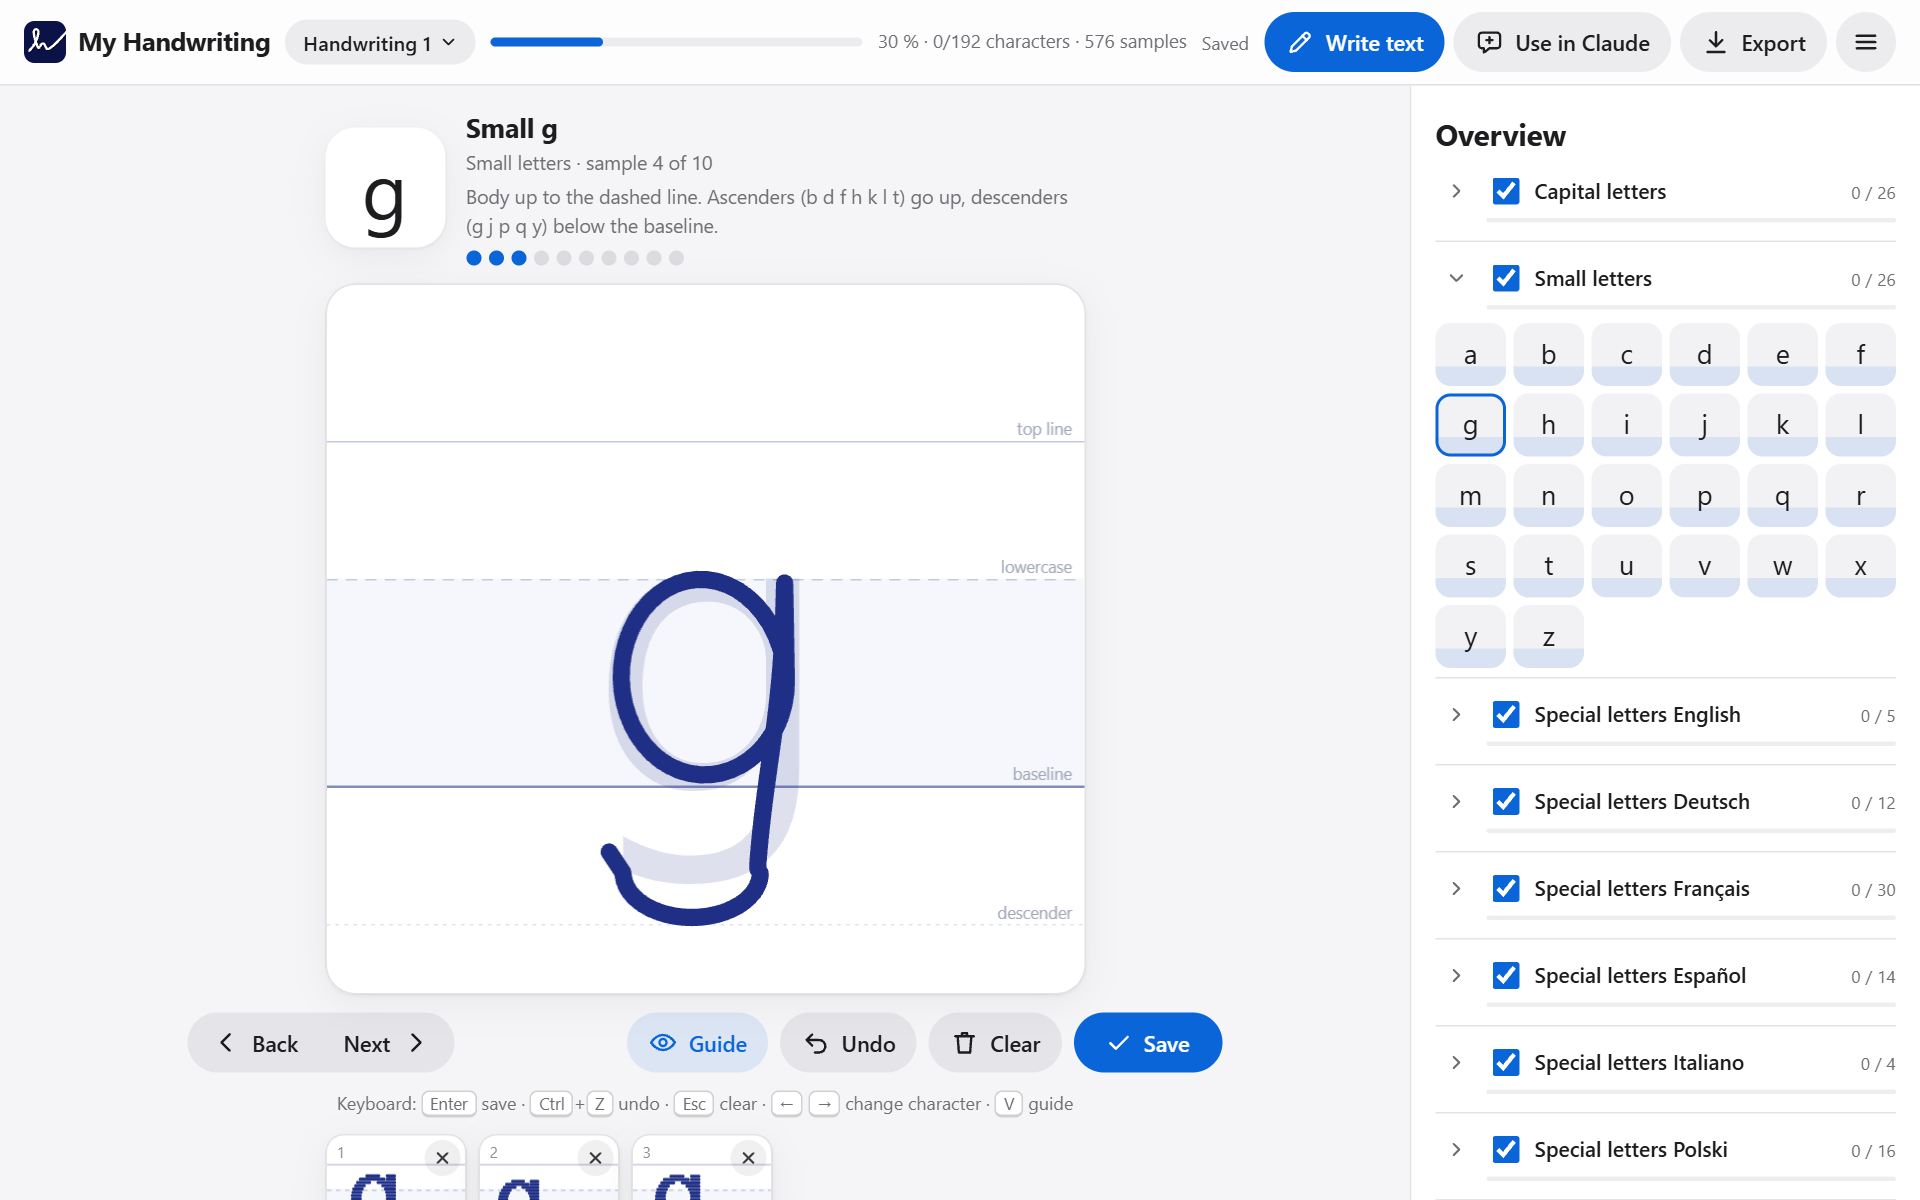 My Handwriting
Handwriting 1
30 % · 0/192 characters · 576 samples
Saved
Write text
Use in Claude
Export
g
Small g
Small letters · sample 4 of 10
Body up to the dashed line. Ascenders (b d f h k l t) go up, descenders
(g j p q y) below the baseline.
top line
lowercase
g
baseline
descender
Back
Next
Guide
Undo
Clear
Save
Keyboard: Enter save · Ctrl + Z undo · Esc clear · ← → change character · V guide
1
2
3
Overview
Capital letters 0 / 26
Small letters 0 / 26
a b c d e f
g h i j k l
m n o p q r
s t u v w x
y z
Special letters English 0 / 5
Special letters Deutsch 0 / 12
Special letters Français 0 / 30
Special letters Español 0 / 14
Special letters Italiano 0 / 4
Special letters Polski 0 / 16